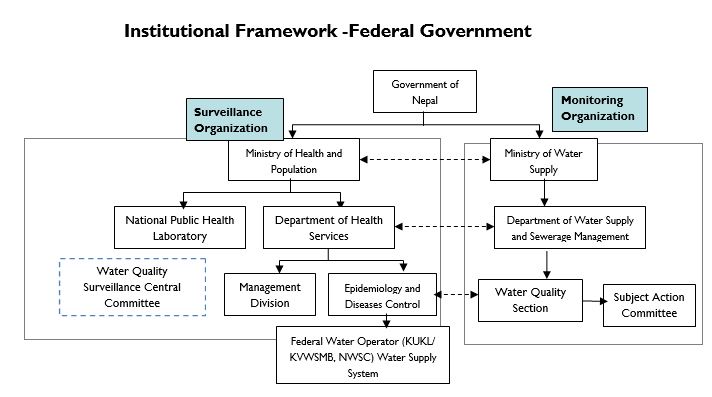 Institutional Framework -Federal Government
Government of
Nepal
Surveillance
Organization
Monitoring
Organization
Ministry of Health and
Population
Ministry of Water
Supply
National Public Health
Laboratory
Department of Health
Services
Department of Water Supply
and Sewerage Management
Water Quality
Surveillance Central
Committee
Management
Division
Epidemiology and
Diseases Control
Water Quality
Section
Subject Action
Committee
Federal Water Operator (KUKL/
KVWSMB, NWSC) Water Supply
System